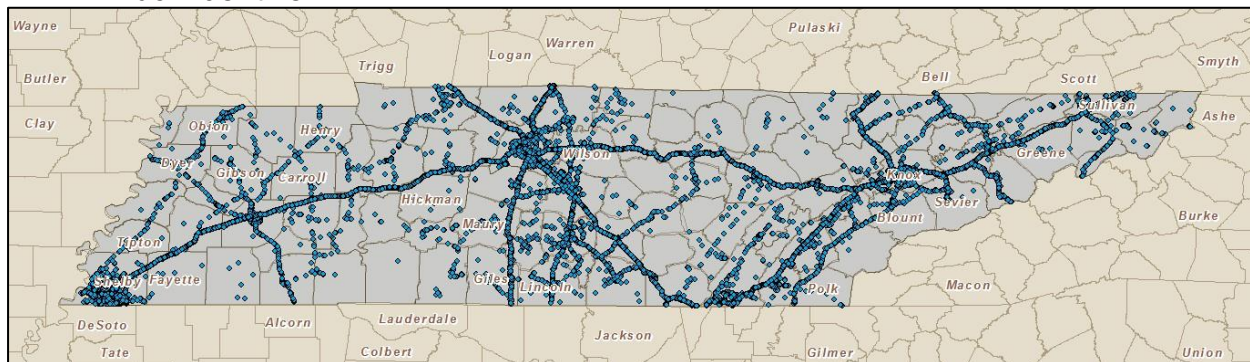 Wayne
Pulaski
Warren
Logan
Trigg
Butler
Bell
Scott
Smyth
Clay
Obion
Henry
Sullivan
Ashe
Dyer
Wilson
Greene
Gibson
Carroll
Knox
Hickman
Sevier
Maury
Blount
Burke
Tipton
Shelby
Fayette
Giles
Lincoln
Polk
Macon
DeSoto
Alcorn
Lauderdale
Jackson
Tate
Colbert
Gilmer
Union